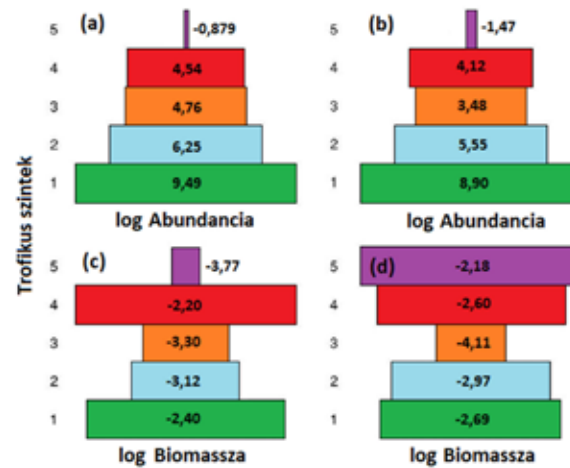 (a)
5 -0,879
4 4,54
3 4,76
2 6,25
1 9,49
log Abundancia
(b)
5 -1,47
4 4,12
3 3,48
2 5,55
1 8,90
log Abundancia
Trofikus szintek
(c)
5 -3,77
4 -2,20
3 -3,30
2 -3,12
1 -2,40
log Biomassza
(d)
5 -2,18
4 -2,60
3 -4,11
2 -2,97
1 -2,69
log Biomassza